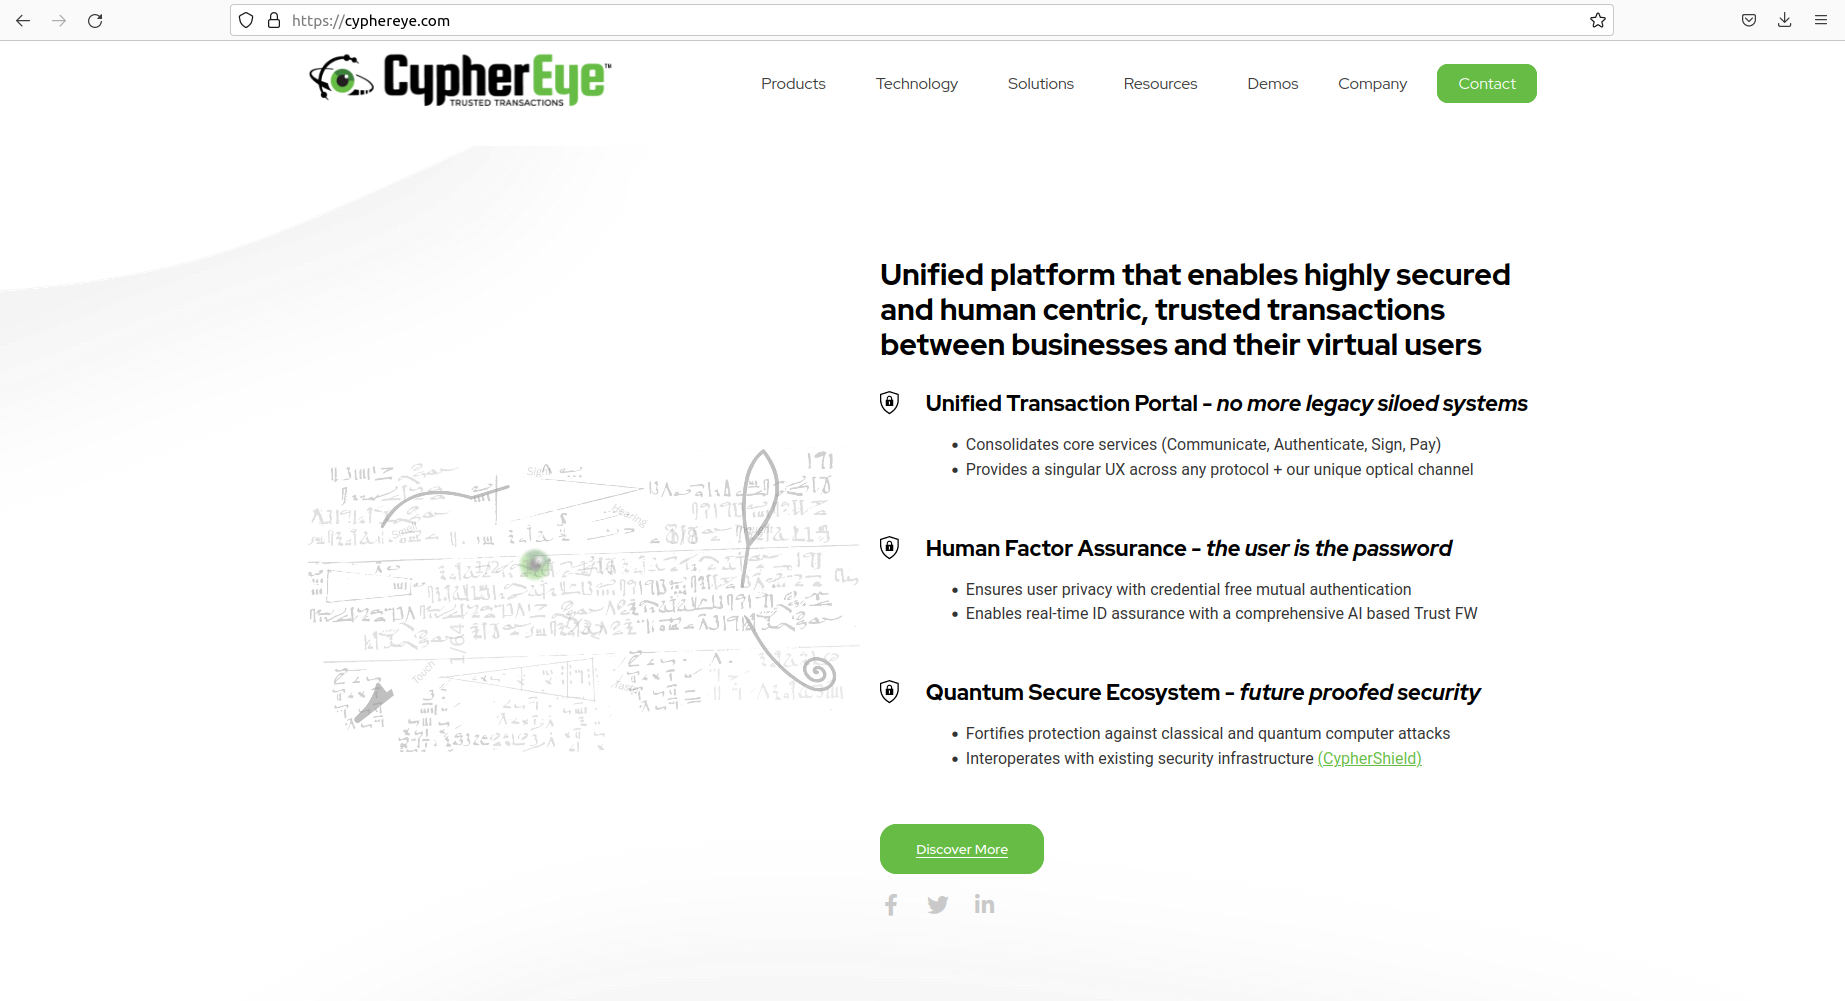 https://cyphereye.com
CypherEye™
TRUSTED TRANSACTIONS
Products Technology Solutions Resources Demos Company Contact
Unified platform that enables highly secured
and human centric, trusted transactions
between businesses and their virtual users
Unified Transaction Portal - no more legacy siloed systems
Consolidates core services (Communicate, Authenticate, Sign, Pay)
Provides a singular UX across any protocol + our unique optical channel
Human Factor Assurance - the user is the password
Ensures user privacy with credential free mutual authentication
Enables real-time ID assurance with a comprehensive AI based Trust FW
Quantum Secure Ecosystem - future proofed security
Fortifies protection against classical and quantum computer attacks
Interoperates with existing security infrastructure (CypherShield)
Discover More
Hearing
Smell
1/64
Touch